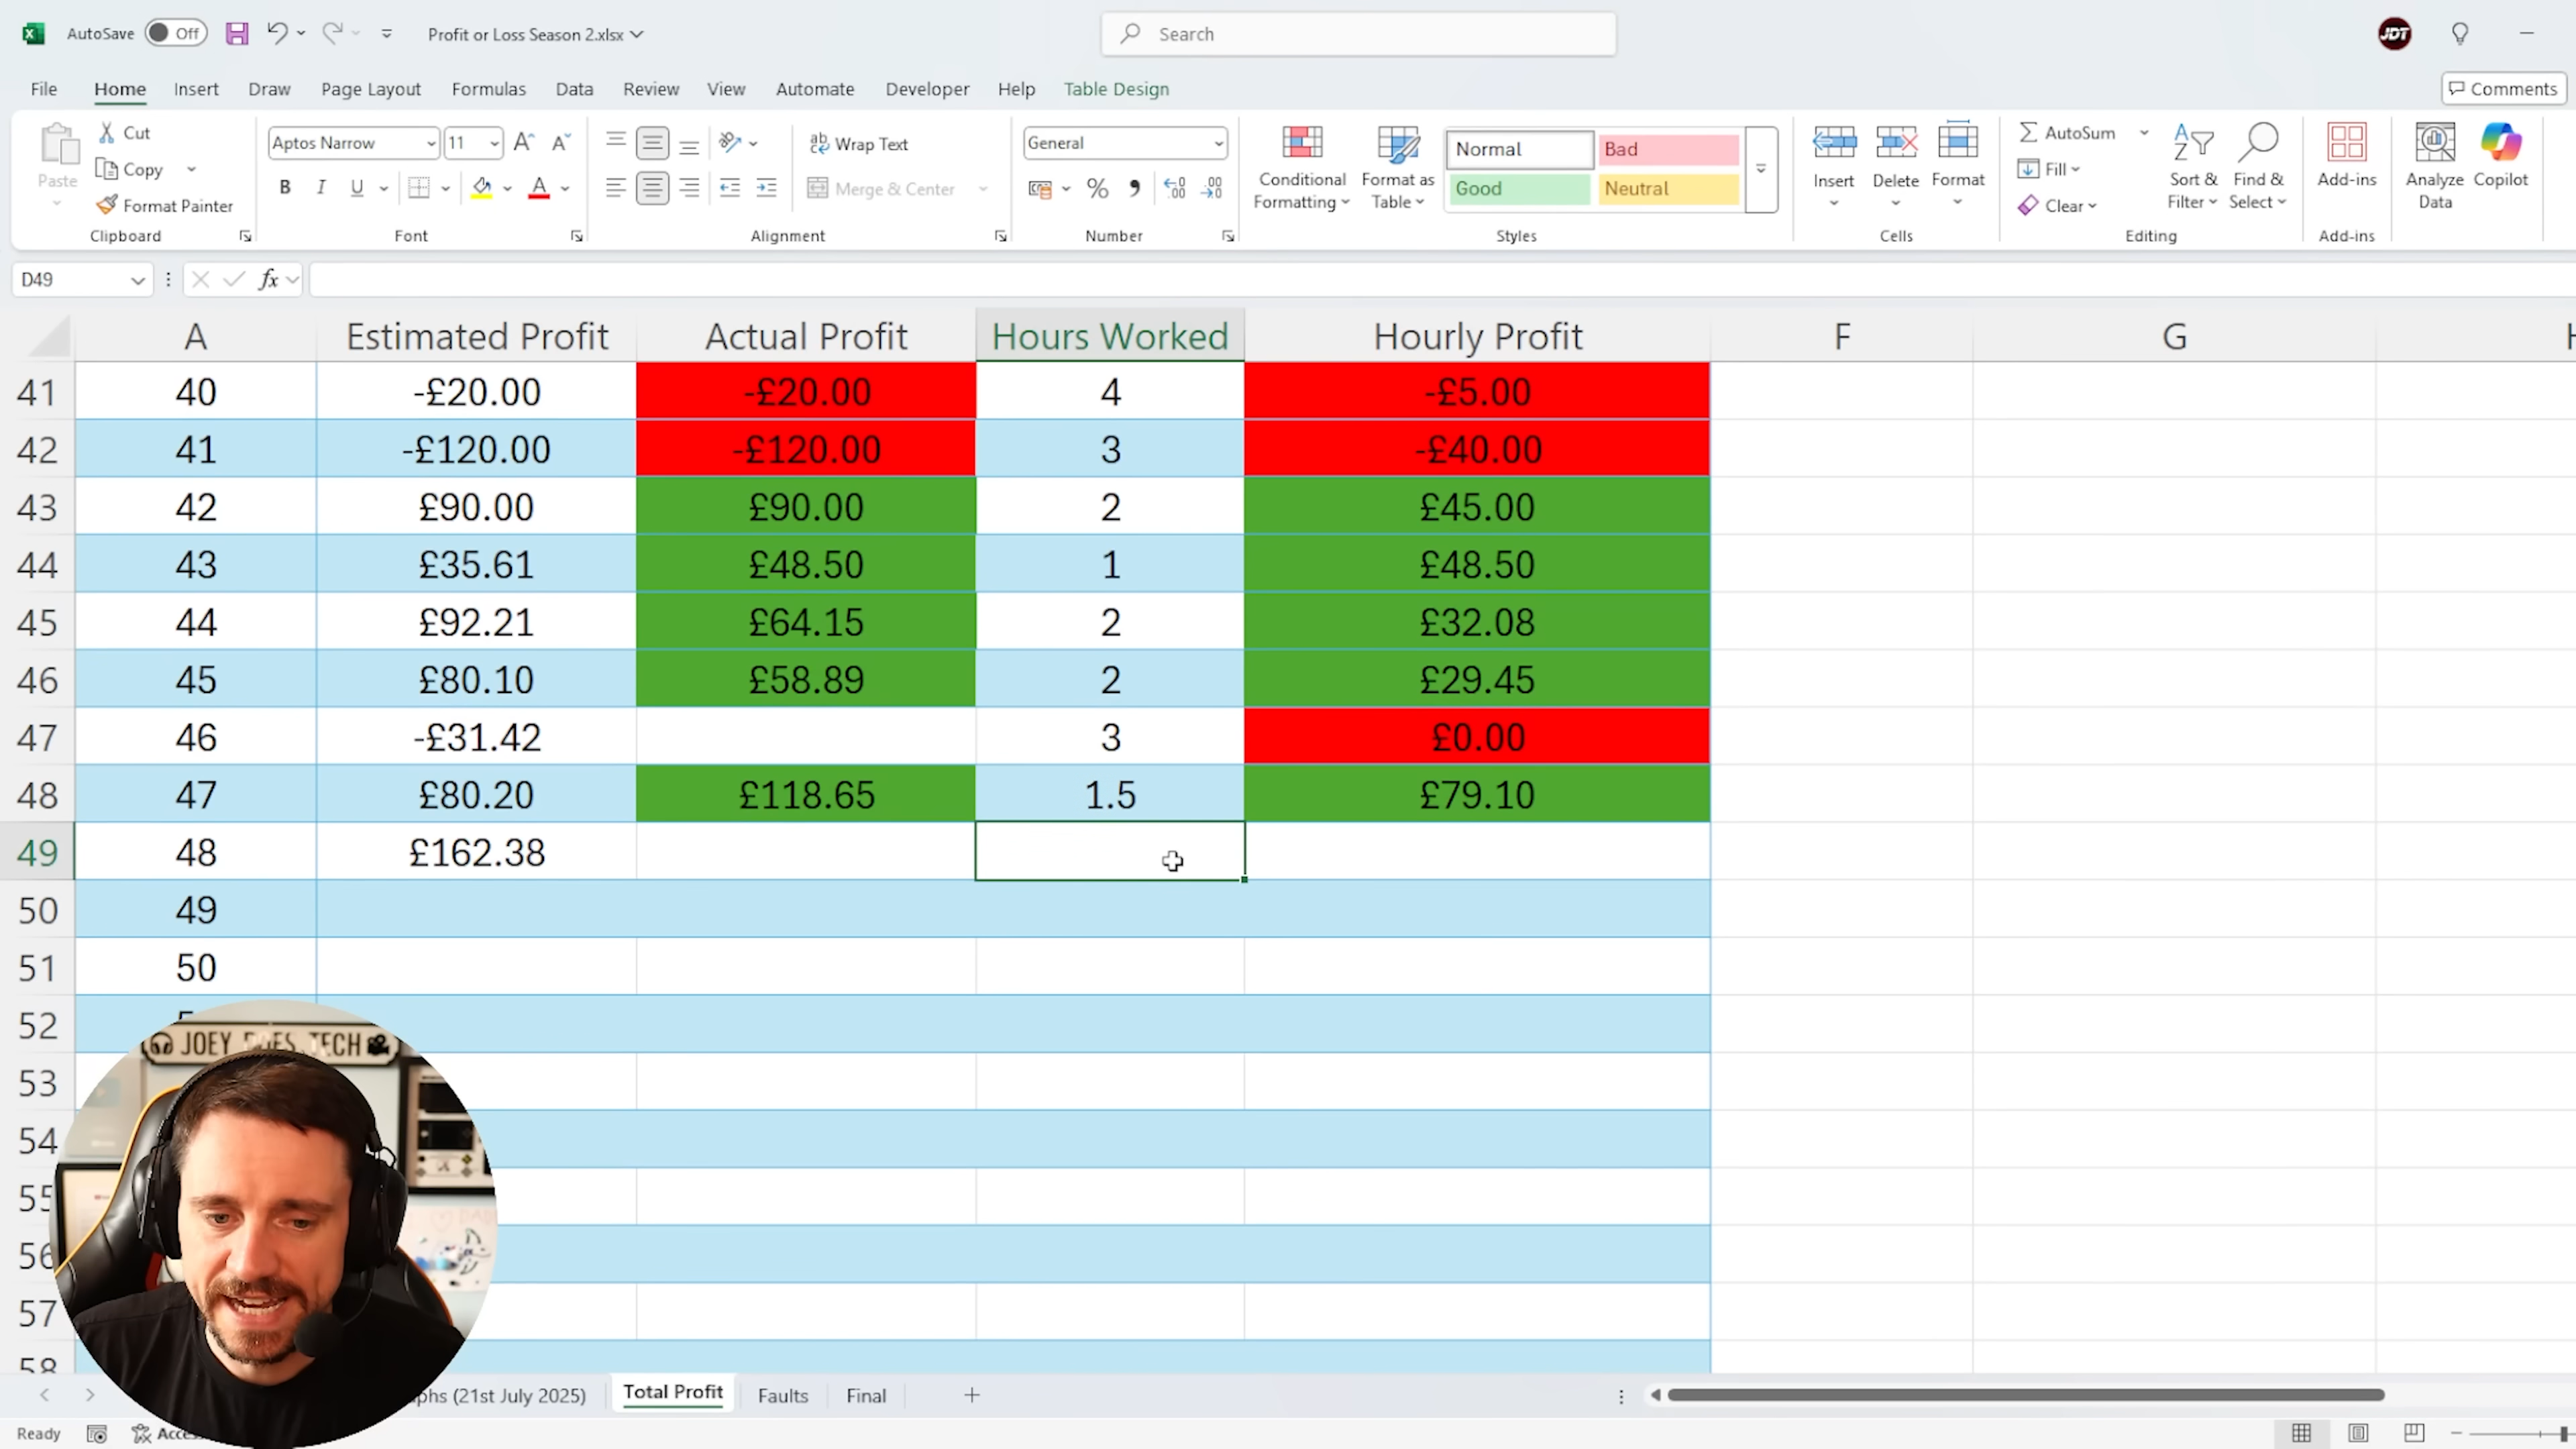 AutoSave Off Profit or Loss Season 2.xlsx Search JDT
File Home Insert Draw Page Layout Formulas Data Review View Automate Developer Help Table Design Comments
Paste Cut Copy Format Painter Clipboard
Aptos Narrow 11 B I U A Font
Wrap Text Merge & Center Alignment
General % Number
Conditional Formatting Format as Table Normal Bad Good Neutral Styles
Insert Delete Format Cells
AutoSum Fill Clear Sort & Filter Find & Select Editing
Add-ins Add-ins
Analyze Data Copilot
D49 fx
A Estimated Profit Actual Profit Hours Worked Hourly Profit F G H
41 40 -£20.00 -£20.00 4 -£5.00
42 41 -£120.00 -£120.00 3 -£40.00
43 42 £90.00 £90.00 2 £45.00
44 43 £35.61 £48.50 1 £48.50
45 44 £92.21 £64.15 2 £32.08
46 45 £80.10 £58.89 2 £29.45
47 46 -£31.42 3 £0.00
48 47 £80.20 £118.65 1.5 £79.10
49 48 £162.38
50 49
51 50
52
53
54
55
56
57
58
JOEY DOES TECH
(21st July 2025) Total Profit Faults Final
Ready